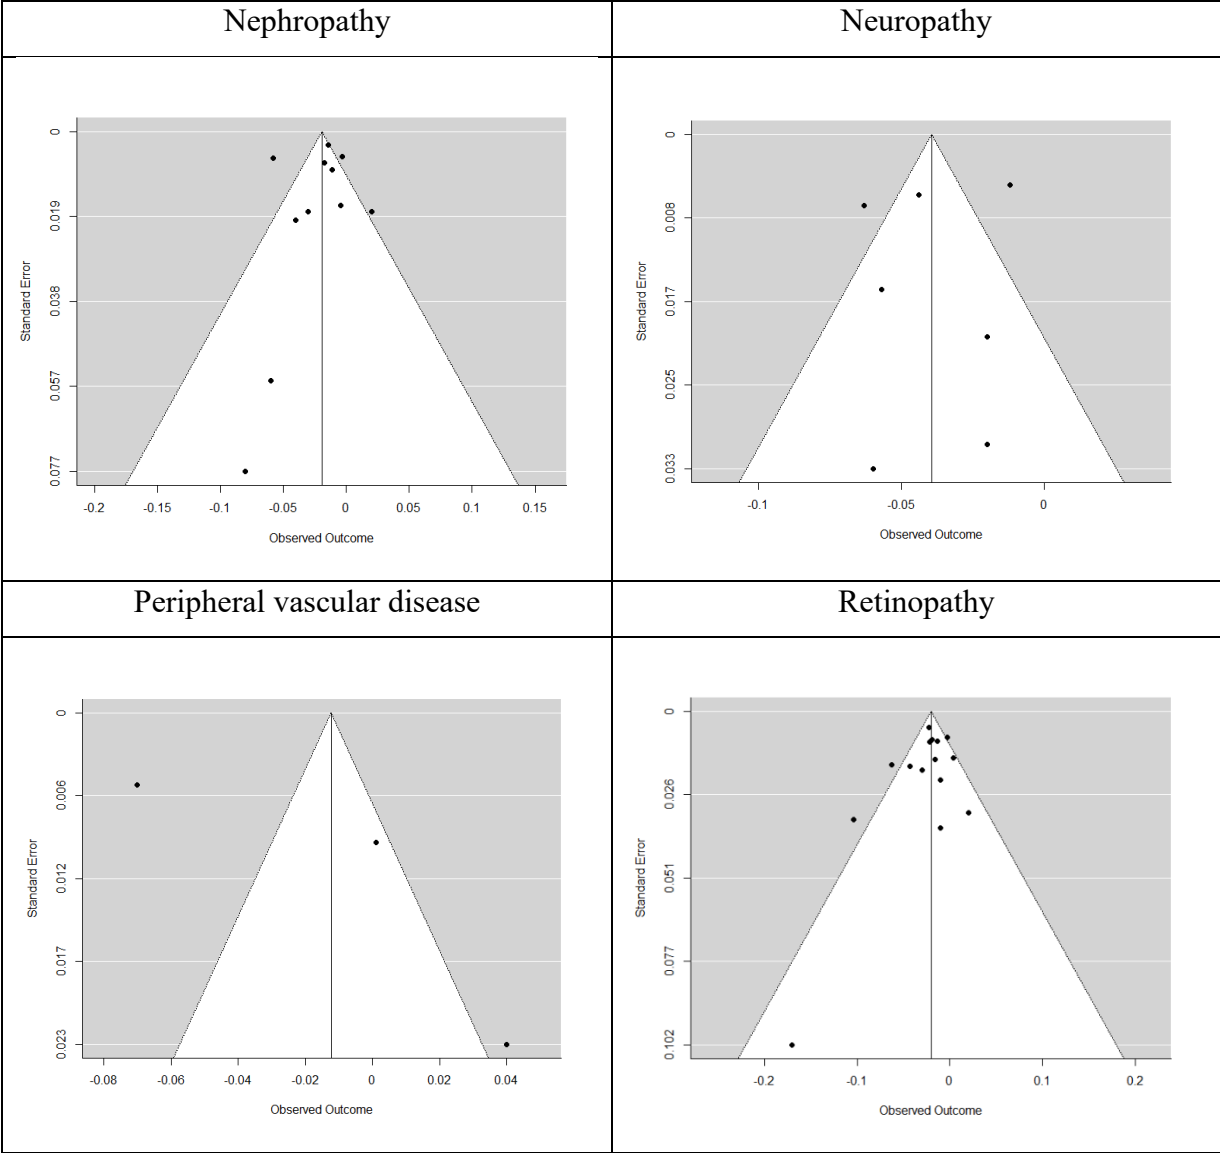 Nephropathy
Neuropathy
0
0.019
0.038
0.057
0.077
Standard Error
-0.2 -0.15 -0.1 -0.05 0 0.05 0.1 0.15
Observed Outcome
0
0.008
0.017
0.025
0.033
Standard Error
-0.1 -0.05 0
Observed Outcome
Peripheral vascular disease
Retinopathy
0
0.006
0.012
0.017
0.023
Standard Error
-0.08 -0.06 -0.04 -0.02 0 0.02 0.04
Observed Outcome
0
0.026
0.051
0.077
0.102
Standard Error
-0.2 -0.1 0 0.1 0.2
Observed Outcome